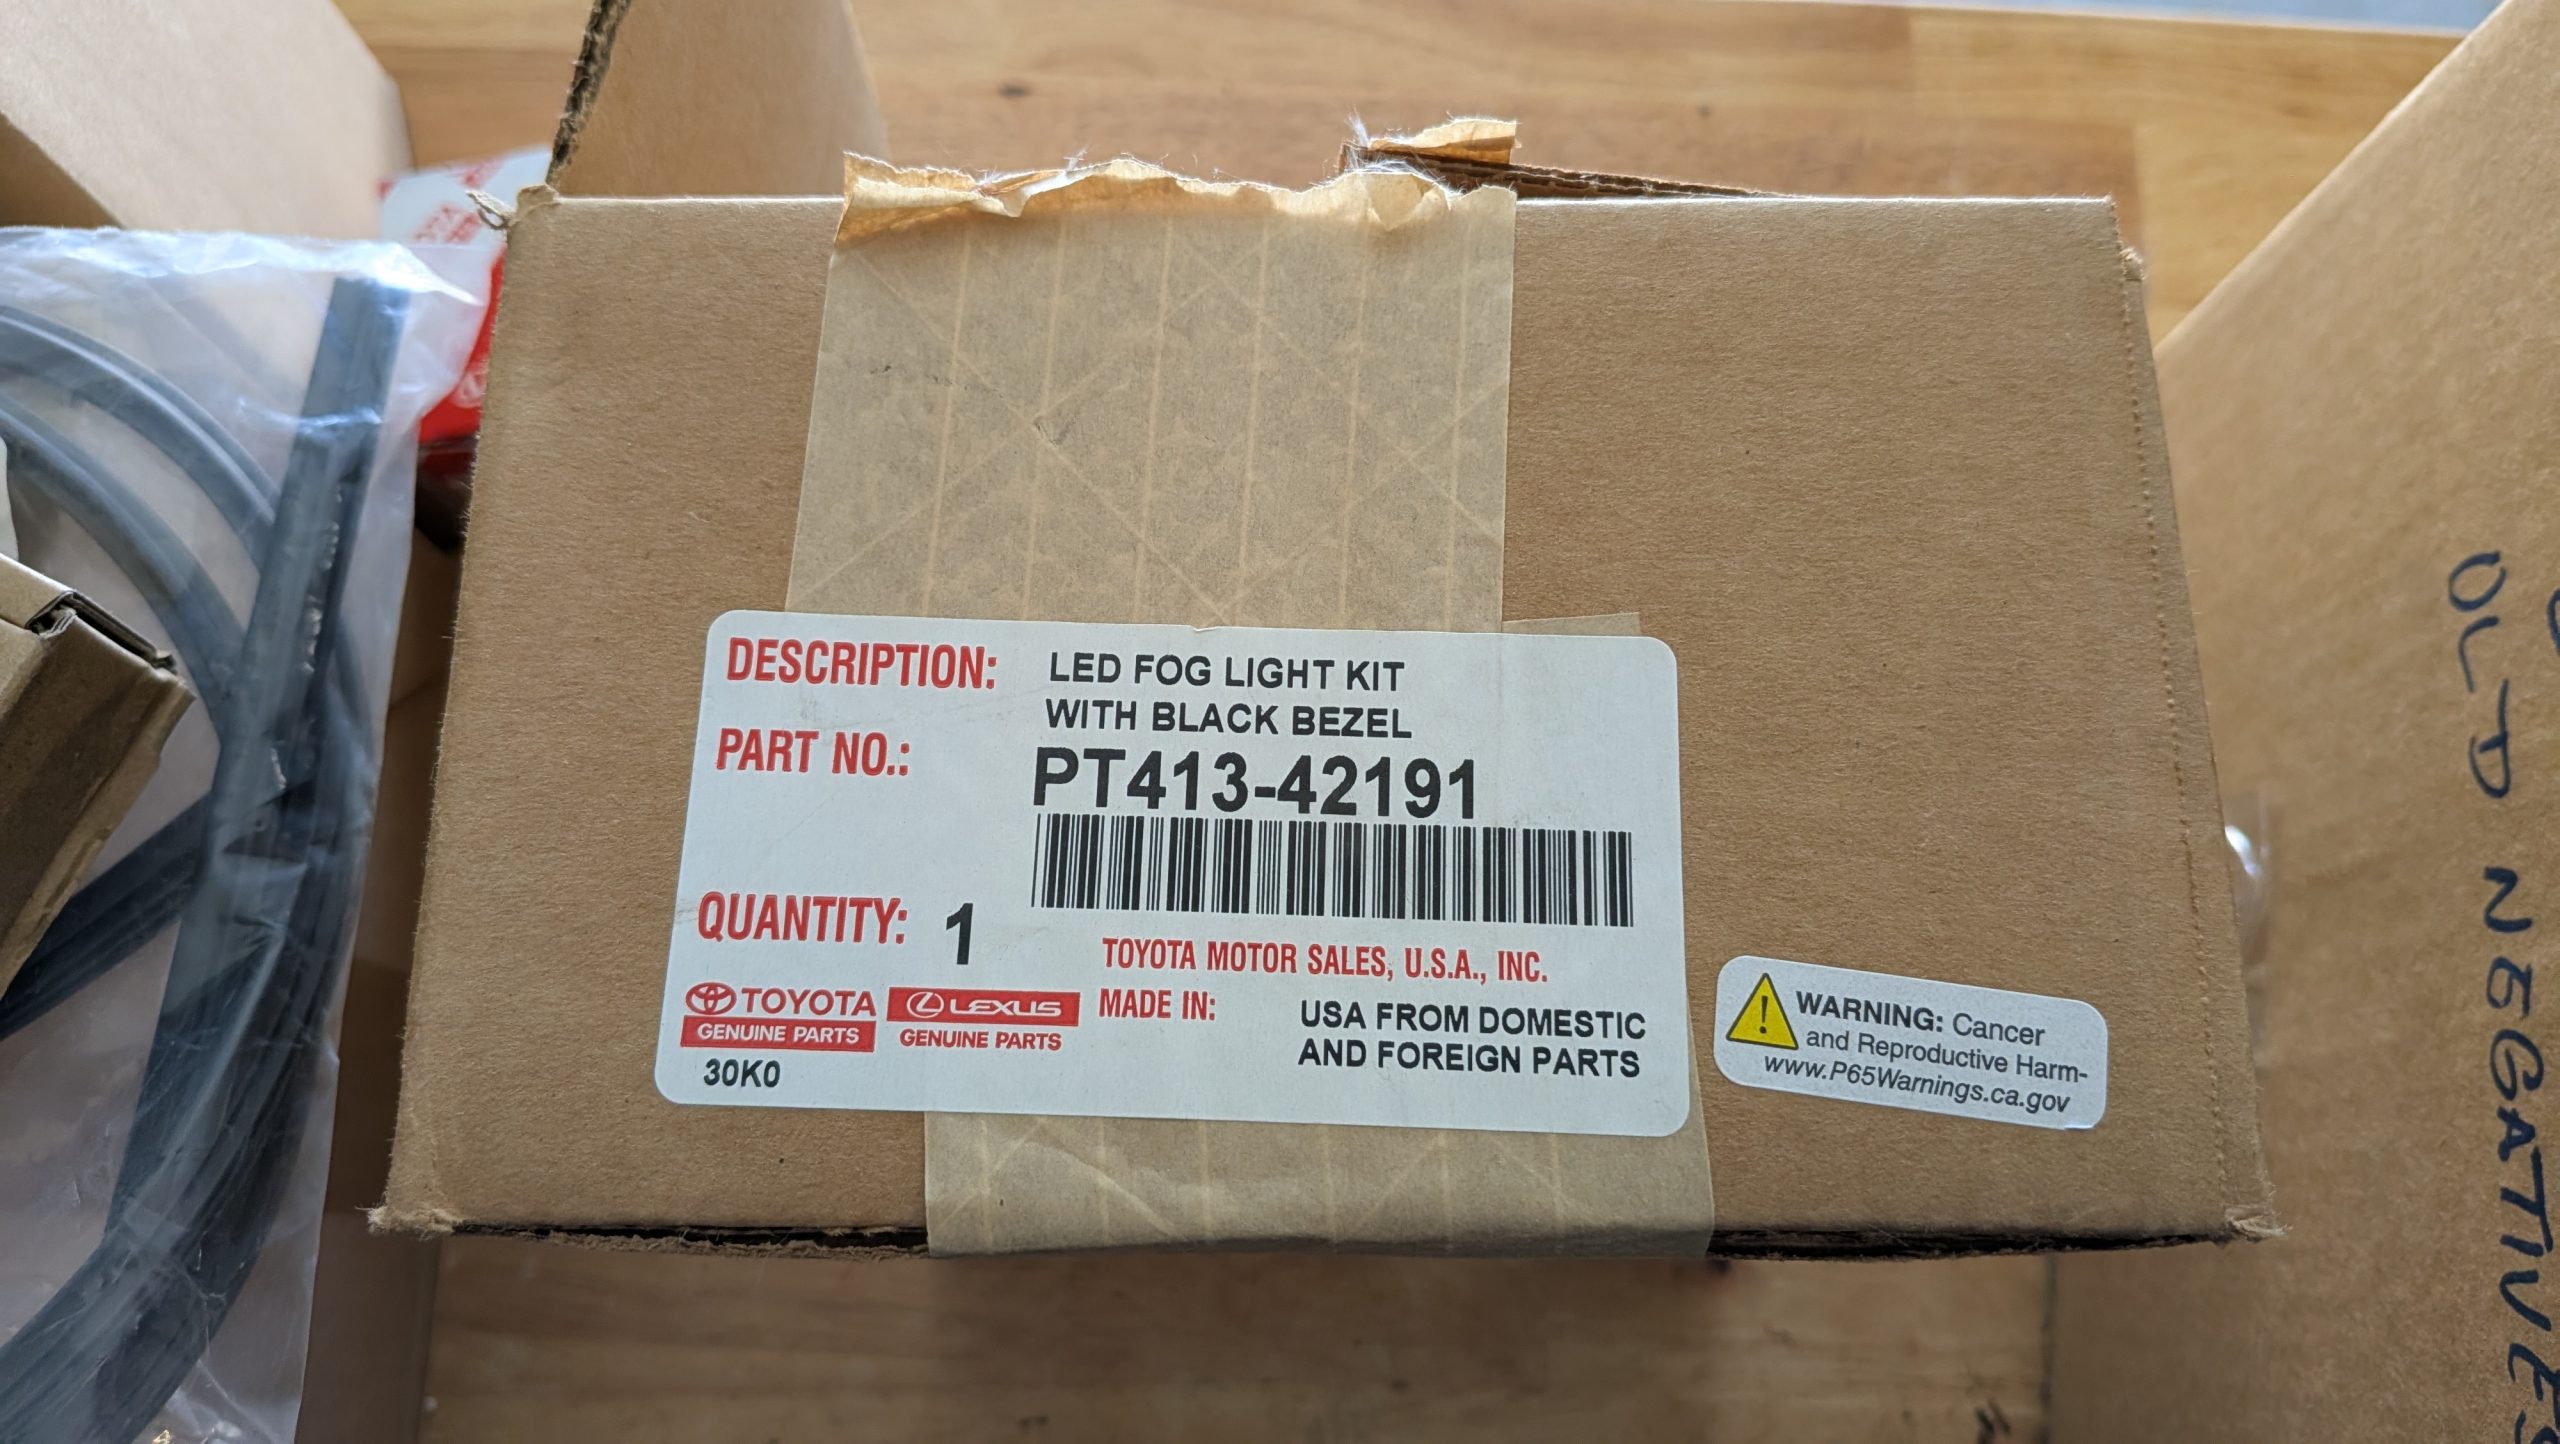 DESCRIPTION: LED FOG LIGHT KIT
WITH BLACK BEZEL
PART NO.: PT413-42191
QUANTITY: 1
TOYOTA MOTOR SALES, U.S.A., INC.
TOYOTA
GENUINE PARTS
LEXUS
GENUINE PARTS
MADE IN: USA FROM DOMESTIC
AND FOREIGN PARTS
30K0
WARNING: Cancer
and Reproductive Harm-
www.P65Warnings.ca.gov
OLD NEGATIVES